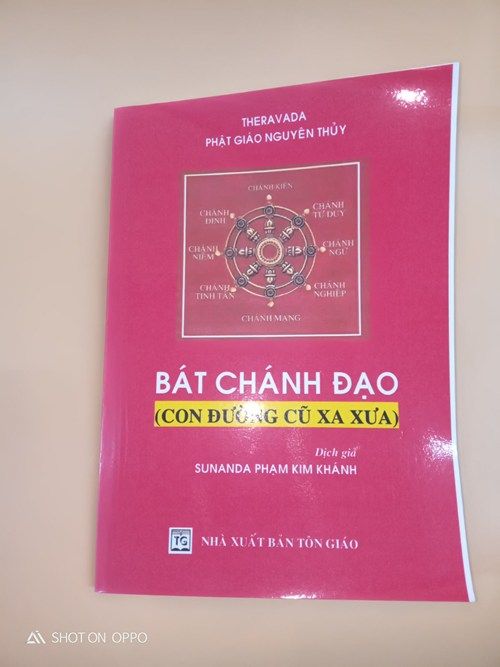 THERAVADA
PHẬT GIÁO NGUYÊN THỦY
CHÁNH KIẾN
CHÁNH
TƯ DUY
CHÁNH
NGỮ
CHÁNH
NGHIỆP
CHÁNH MẠNG
CHÁNH
TINH TẤN
CHÁNH
NIỆM
CHÁNH
ĐỊNH
BÁT CHÁNH ĐẠO
(CON ĐƯỜNG CŨ XA XƯA)
Dịch giả
SUNANDA PHẠM KIM KHÁNH
TG
NHÀ XUẤT BẢN TÔN GIÁO
SHOT ON OPPO